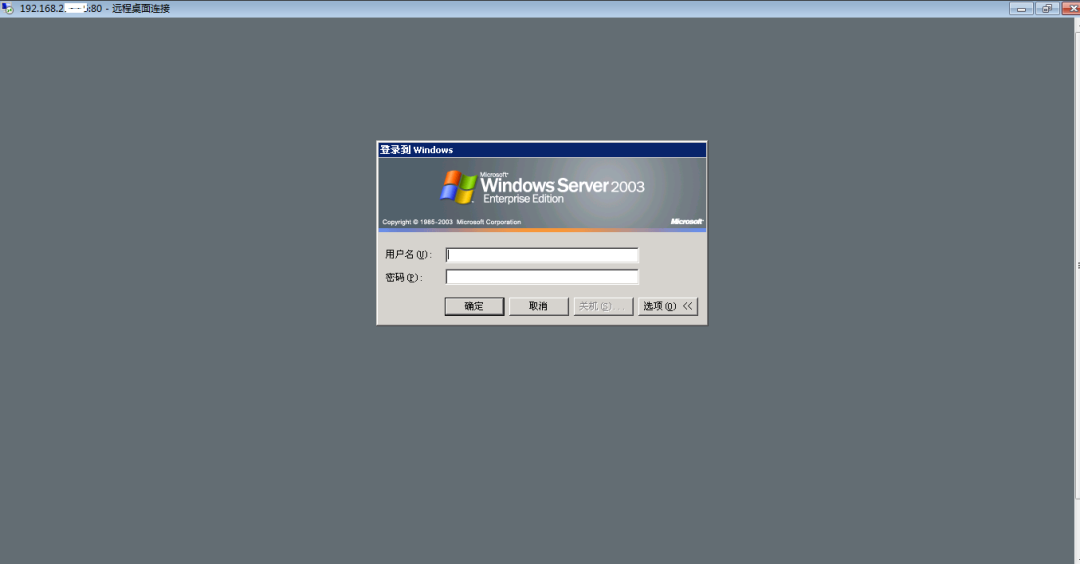 192.168.2 :80 - 远程桌面连接
登录到 Windows
Microsoft
Windows Server 2003
Enterprise Edition
Copyright © 1985-2003 Microsoft Corporation
Microsoft
用户名(U):
密码(P):
确定
取消
关机(S)...
选项(O) <<